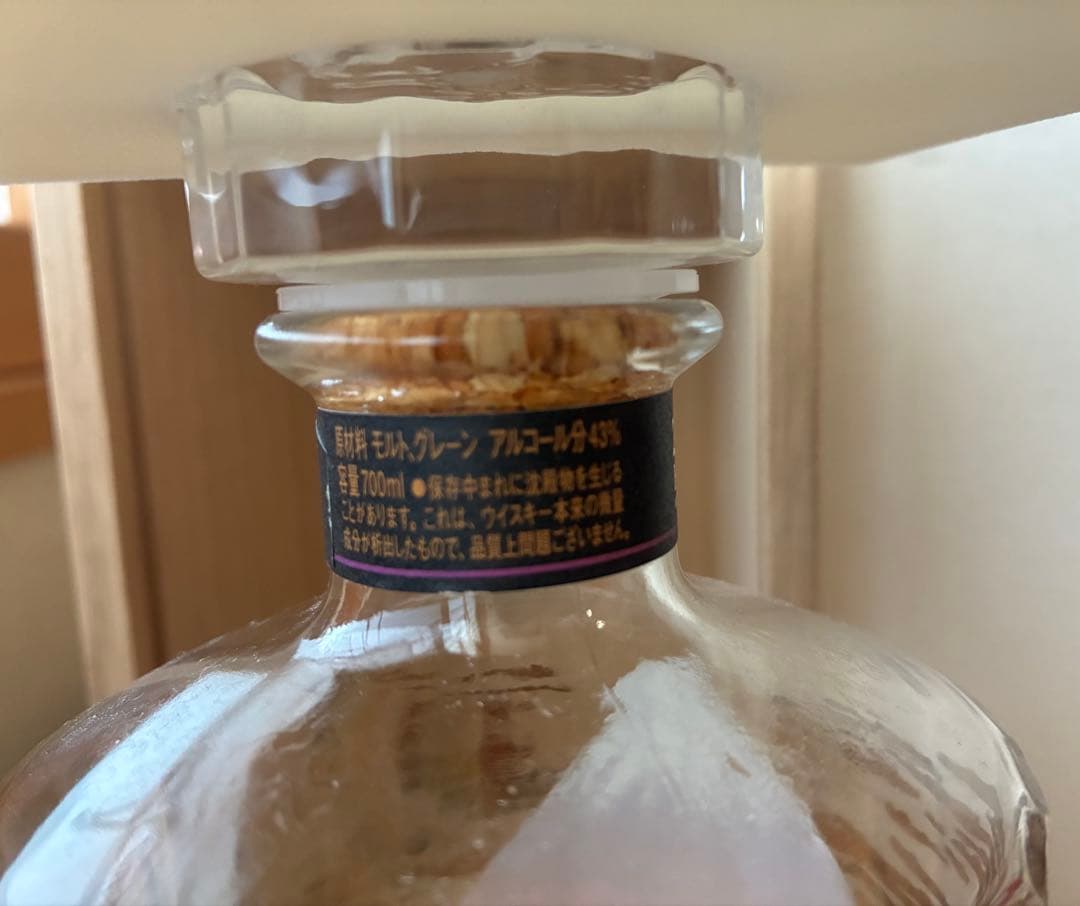 原材料 モルト、グレーン アルコール分43%
容量700ml ●保存中まれに沈殿物を生じる
ことがあります。これは、ウイスキー本来の微量
成分が析出したもので、品質上問題ございません。